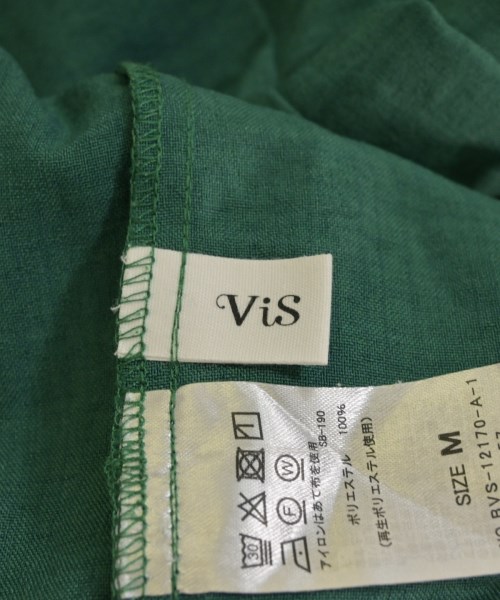 ViS
30
F W
アイロンはあて布を使用
SB-190
ポリエステル 100%
(再生ポリエステル使用)
SIZE M
BVS-12170-A-1